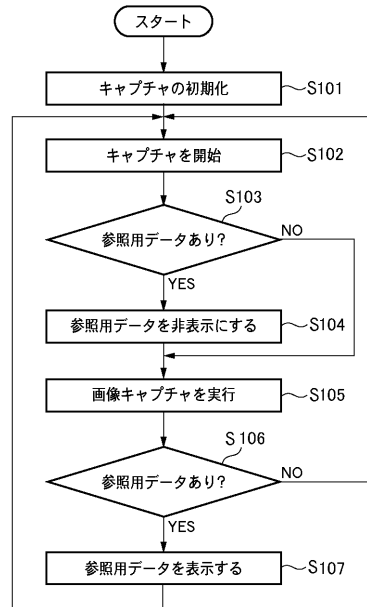 スタート
キャプチャの初期化
S101
キャプチャを開始
S102
S103
参照用データあり?
NO
YES
参照用データを非表示にする
S104
画像キャプチャを実行
S105
S106
参照用データあり?
NO
YES
参照用データを表示する
S107